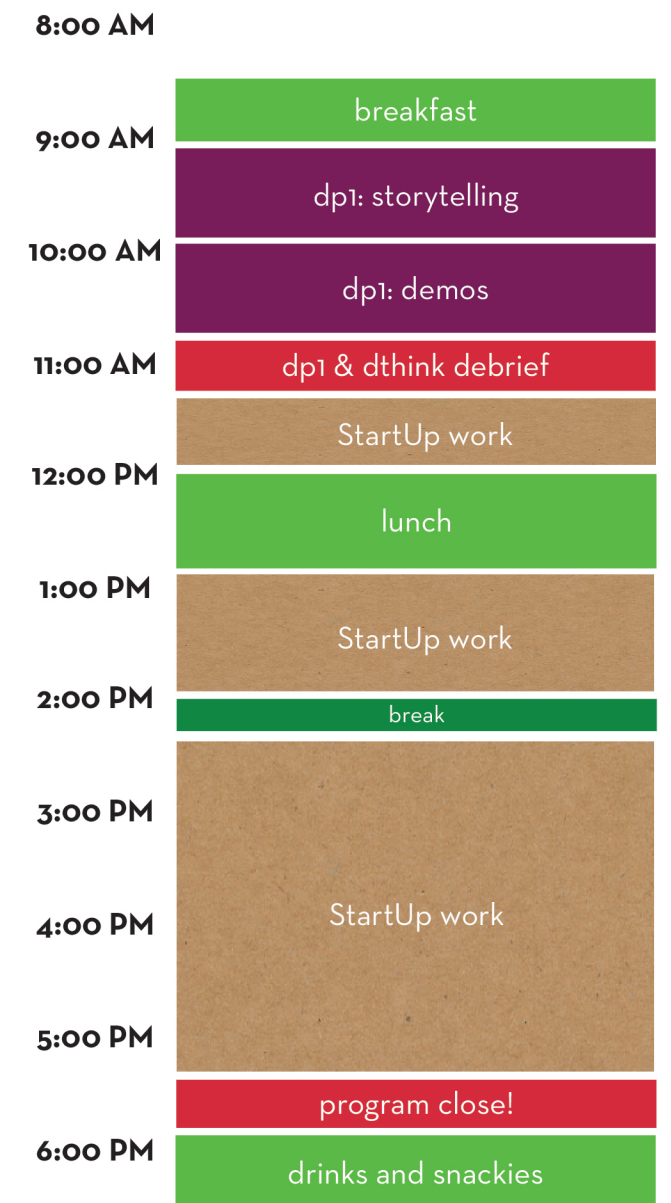 8:00 AM
breakfast
9:00 AM
dp1: storytelling
10:00 AM
dp1: demos
11:00 AM
dp1 & dthink debrief
StartUp work
12:00 PM
lunch
1:00 PM
StartUp work
2:00 PM
break
3:00 PM
StartUp work
4:00 PM
5:00 PM
program close!
6:00 PM
drinks and snackies